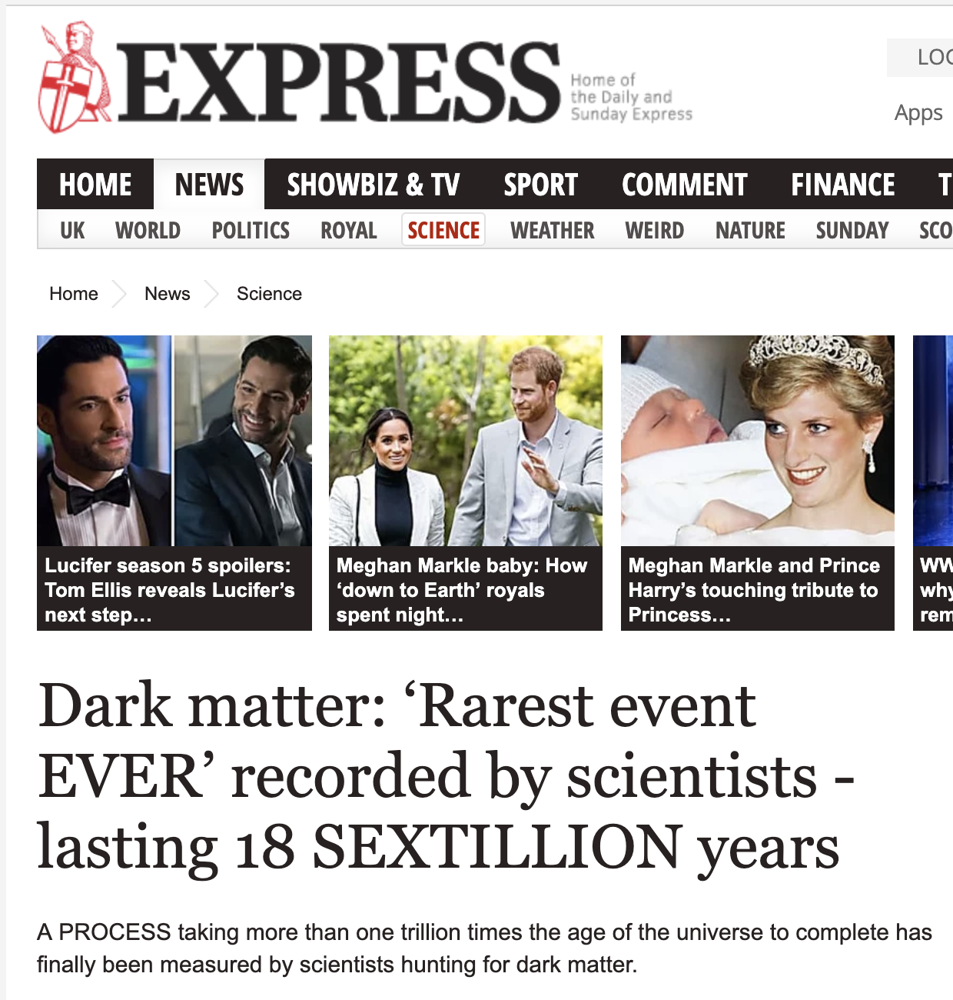 EXPRESS
Home of
the Daily and
Sunday Express
Apps
HOME NEWS SHOWBIZ & TV SPORT COMMENT FINANCE
UK WORLD POLITICS ROYAL SCIENCE WEATHER WEIRD NATURE SUNDAY
Home News Science
Lucifer season 5 spoilers:
Tom Ellis reveals Lucifer’s
next step…
Meghan Markle baby: How
‘down to Earth’ royals
spent night…
Meghan Markle and Prince
Harry’s touching tribute to
Princess…
why
Dark matter: ‘Rarest event
EVER’ recorded by scientists -
lasting 18 SEXTILLION years
A PROCESS taking more than one trillion times the age of the universe to complete has
finally been measured by scientists hunting for dark matter.